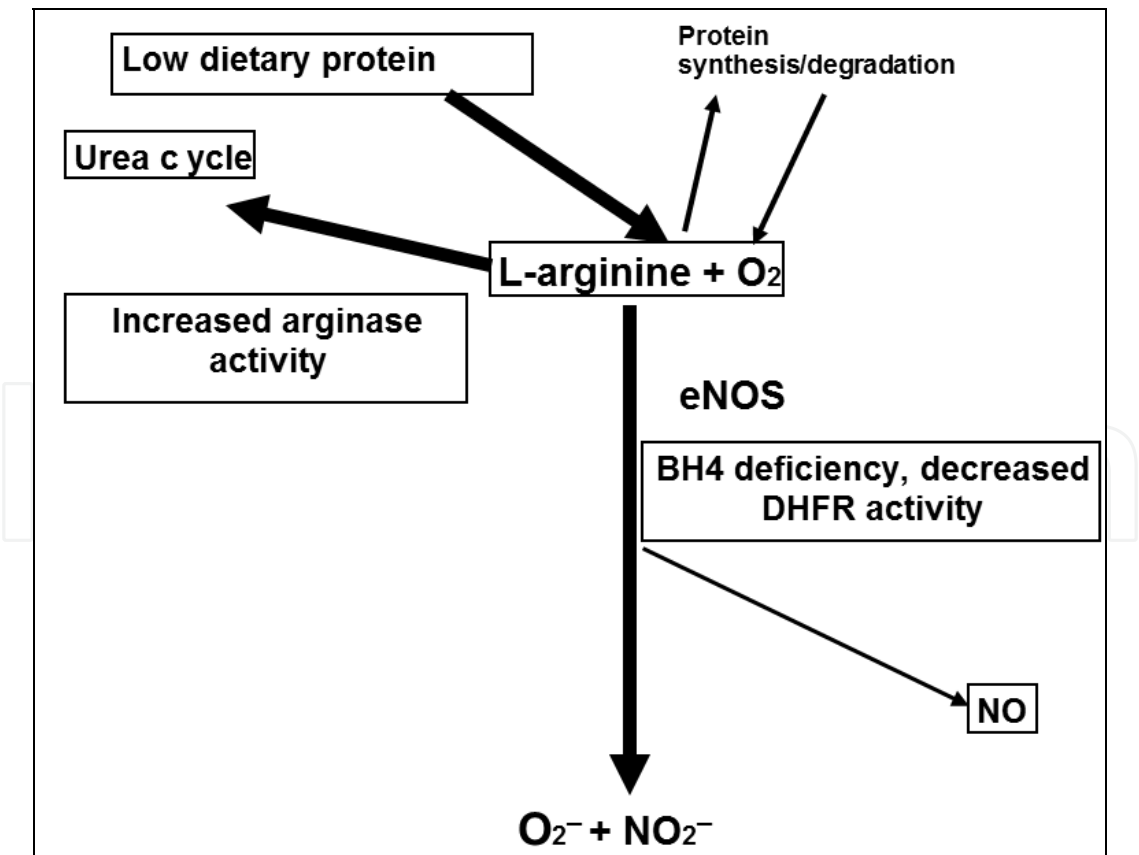 Low dietary protein
Protein
synthesis/degradation
Urea c ycle
L-arginine + O₂
Increased arginase
activity
eNOS
BH4 deficiency, decreased
DHFR activity
NO
O₂⁻ + NO₂⁻